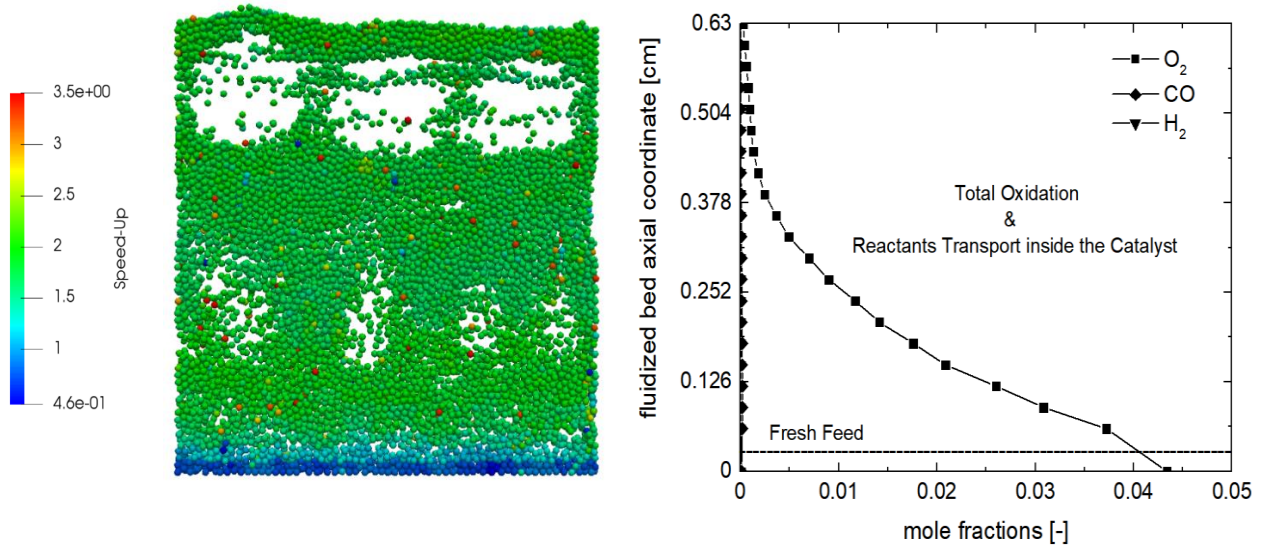 3.5e+00
3
2.5
2
1.5
1
4.6e-01
Speed-Up
fluidized bed axial coordinate [cm]
0.63
0.504
0.378
0.252
0.126
0
O₂
CO
H₂
Total Oxidation
&
Reactants Transport inside the Catalyst
Fresh Feed
0
0.01
0.02
0.03
0.04
0.05
mole fractions [-]